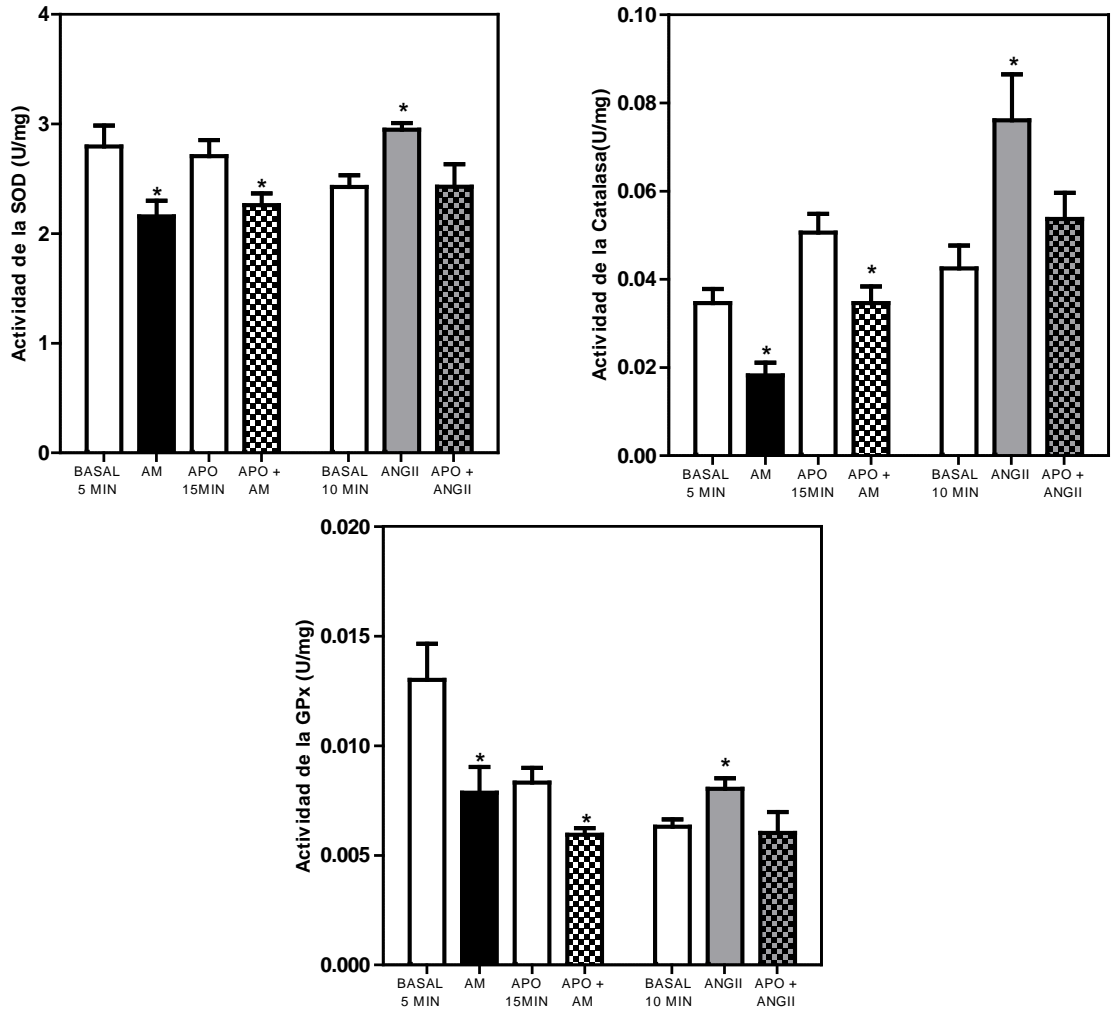 Actividad de la SOD (U/mg)
4
3
2
1
0
*
*
*
BASAL AM APO APO + BASAL ANGII APO +
5 MIN 15MIN AM 10 MIN ANGII
Actividad de la Catalasa(U/mg)
0.10
0.08
0.06
0.04
0.02
0.00
*
*
*
BASAL AM APO APO + BASAL ANGII APO +
5 MIN 15MIN AM 10 MIN ANGII
Actividad de la GPx (U/mg)
0.020
0.015
0.010
0.005
0.000
*
*
*
BASAL AM APO APO + BASAL ANGII APO +
5 MIN 15MIN AM 10 MIN ANGII